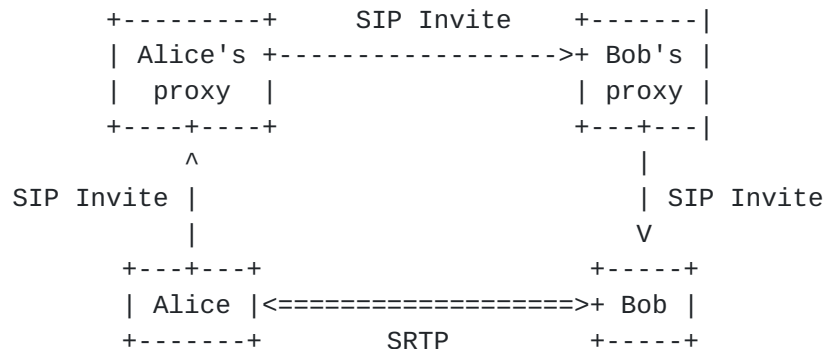 SIP Invite
Alice's Bob's
proxy proxy
SIP Invite SIP Invite
Alice Bob
SRTP